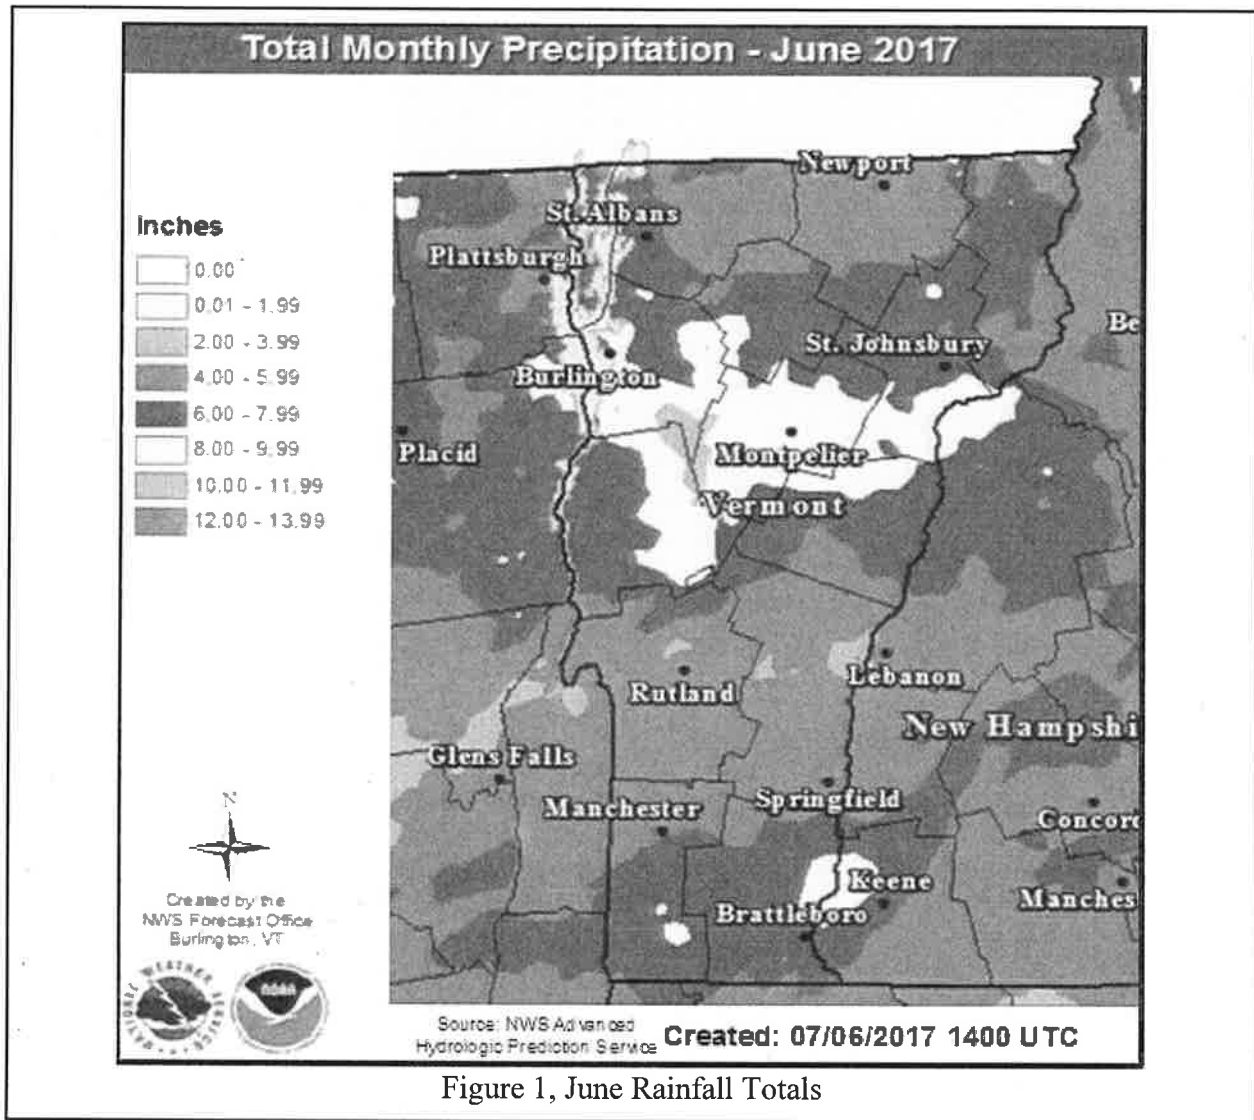 Total Monthly Precipitation - June 2017
Inches
0.00
0.01 - 1.99
2.00 - 3.99
4.00 - 5.99
6.00 - 7.99
8.00 - 9.99
10.00 - 11.99
12.00 - 13.99
Newport
St. Albans
Plattsburgh
Be
St. Johnsbury
Burlington
Placid
Montpelier
Vermont
Lebanon
Rutland
New Hampshi
Glens Falls
Springfield
Manchester
Concord
Keene
Manches
Brattleboro
N
Created by the
NWS Forecast Office
Burlington, VT
NATIONAL WEATHER SERVICE
NOAA
Source: NWS Advanced
Hydrologic Prediction Service
Created: 07/06/2017 1400 UTC
Figure 1, June Rainfall Totals